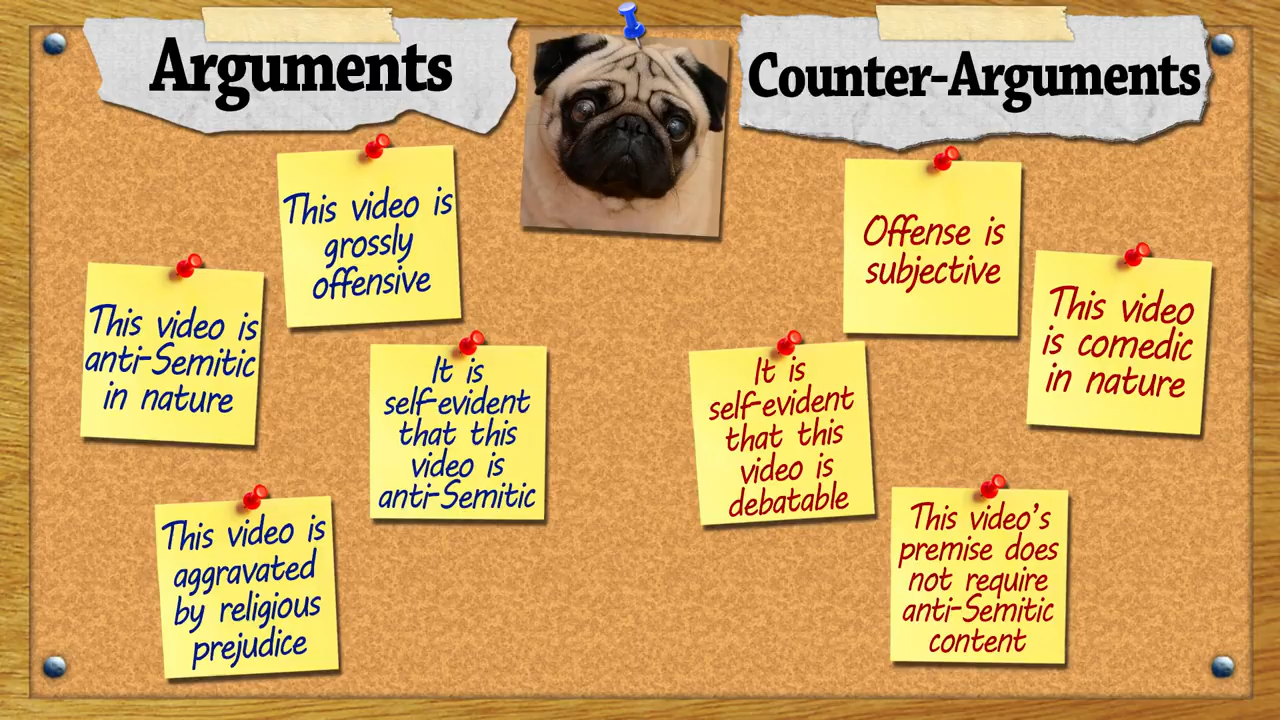 Arguments
Counter-Arguments
This video is
grossly
offensive
This video is
anti-Semitic
in nature
It is
self-evident
that this
video is
anti-Semitic
This video is
aggravated
by religious
prejudice
Offense is
subjective
This video
is comedic
in nature
It is
self-evident
that this
video is
debatable
This video's
premise does
not require
anti-Semitic
content